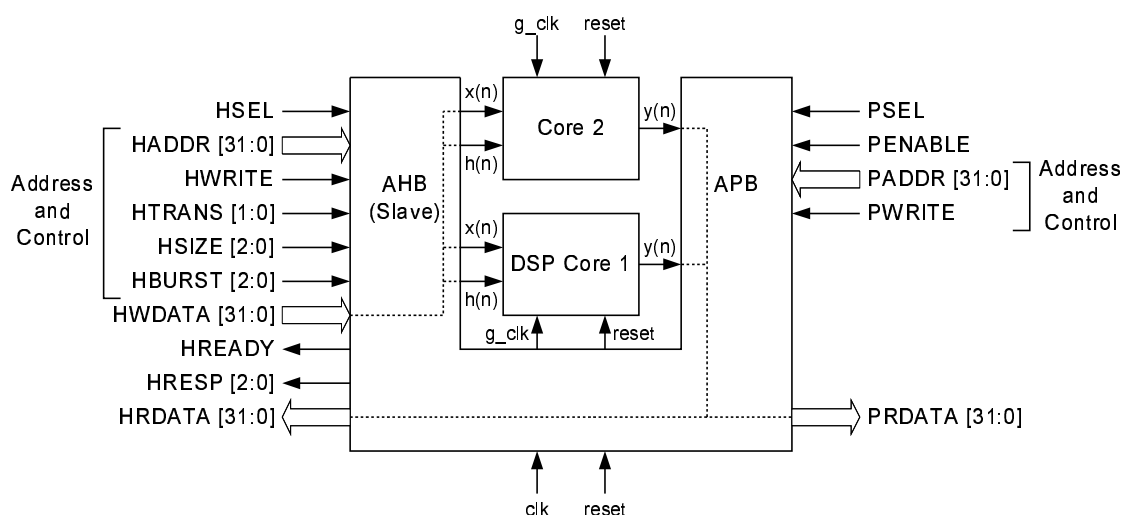 g_clk reset
x(n)
h(n)
Core 2
y(n)
HSEL
HADDR [31:0]
HWRITE
HTRANS [1:0]
HSIZE [2:0]
HBURST [2:0]
HWDATA [31:0]
HREADY
HRESP [2:0]
HRDATA [31:0]
Address
and
Control
AHB
(Slave)
x(n)
h(n)
DSP Core 1
y(n)
g_clk reset
APB
PSEL
PENABLE
PADDR [31:0]
PWRITE
Address
and
Control
PRDATA [31:0]
clk reset